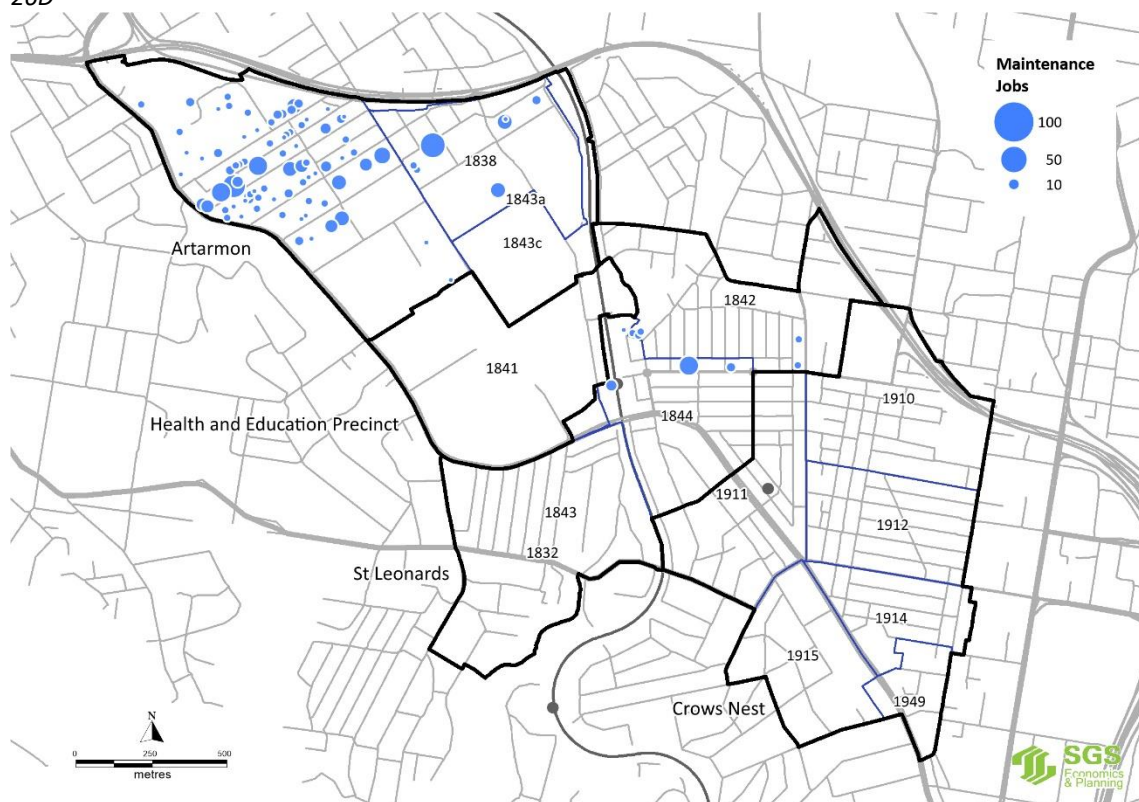 Maintenance
Jobs
100
50
10
1838
1843a
1843c
Artarmon
1842
1841
1910
Health and Education Precinct
1844
1911
1843
1912
1832
St Leonards
1914
1915
1949
Crows Nest
N
0 250 500
metres
SGS
Economics
& Planning